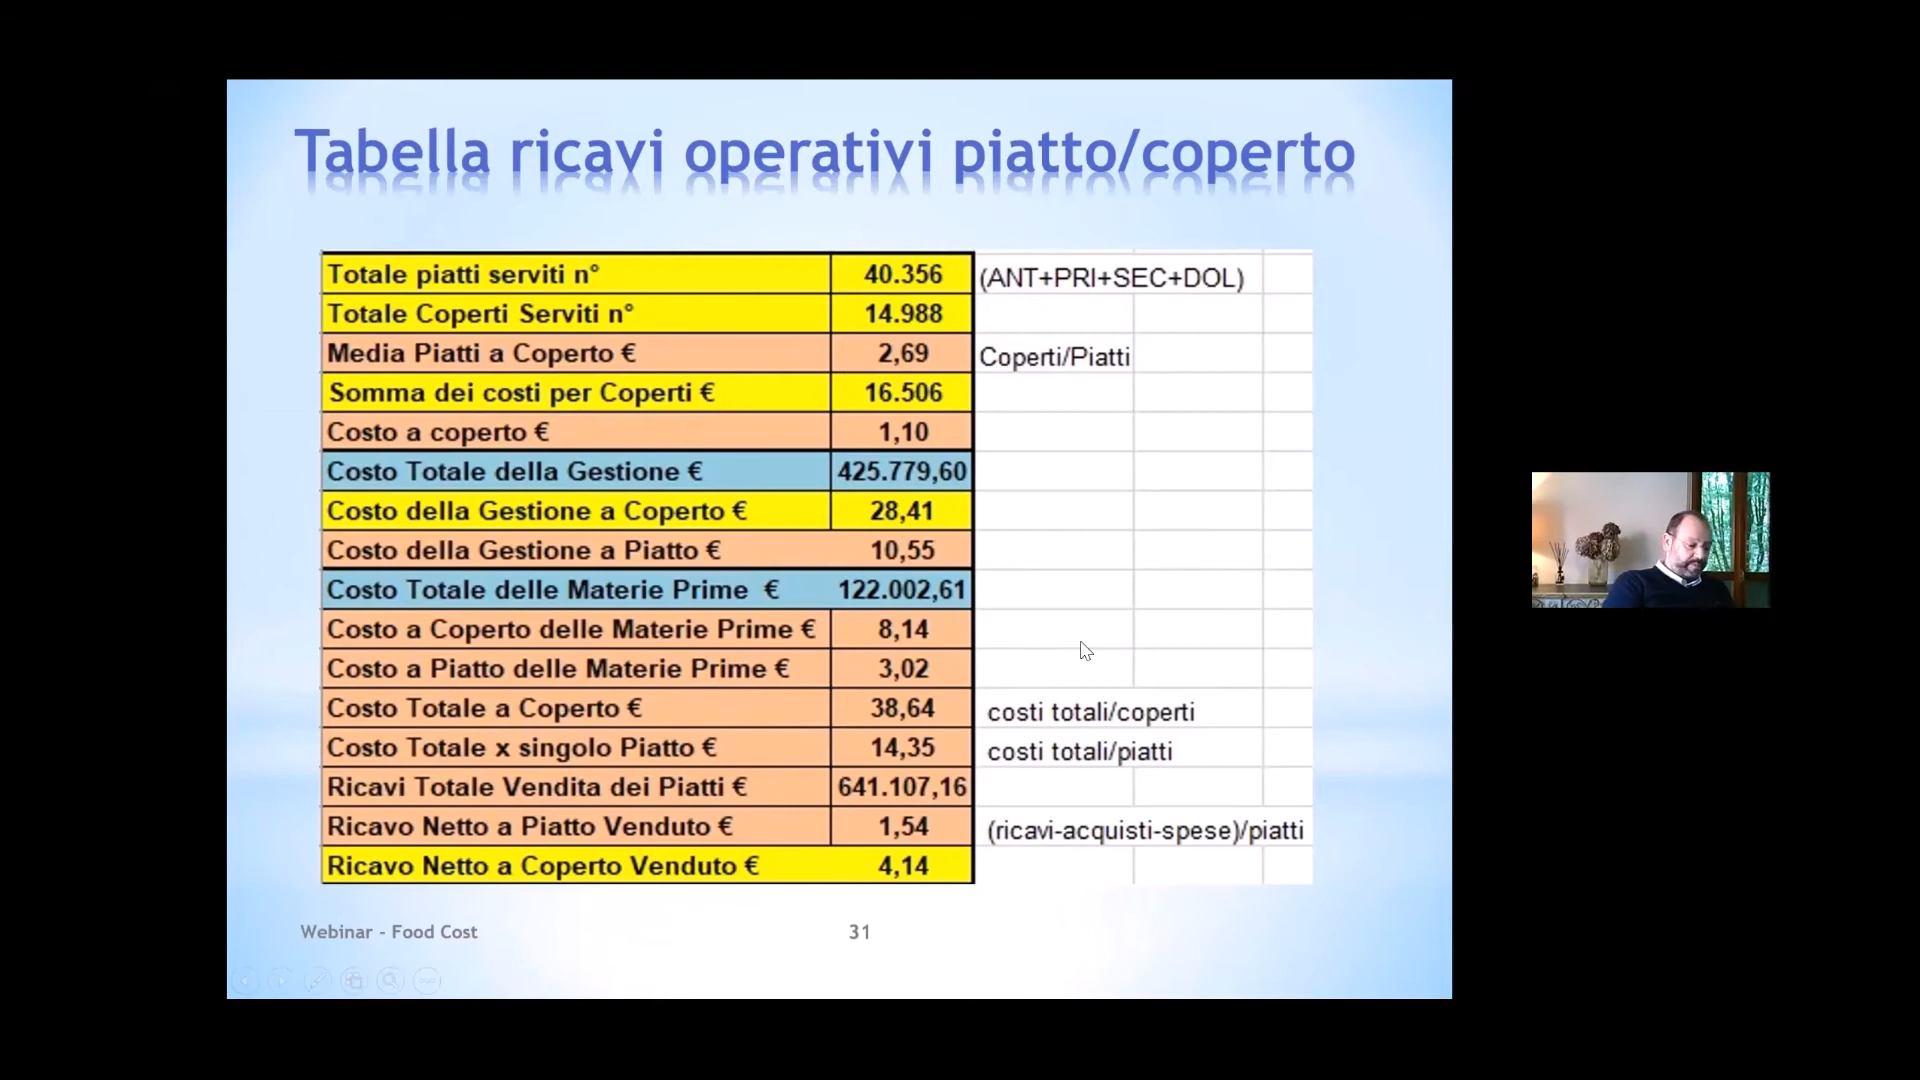 Tabella ricavi operativi piatto/coperto
Totale piatti serviti n° 40.356 (ANT+PRI+SEC+DOL)
Totale Coperti Serviti n° 14.988
Media Piatti a Coperto € 2,69 Coperti/Piatti
Somma dei costi per Coperti € 16.506
Costo a coperto € 1,10
Costo Totale della Gestione € 425.779,60
Costo della Gestione a Coperto € 28,41
Costo della Gestione a Piatto € 10,55
Costo Totale delle Materie Prime € 122.002,61
Costo a Coperto delle Materie Prime € 8,14
Costo a Piatto delle Materie Prime € 3,02
Costo Totale a Coperto € 38,64 costi totali/coperti
Costo Totale x singolo Piatto € 14,35 costi totali/piatti
Ricavi Totale Vendita dei Piatti € 641.107,16
Ricavo Netto a Piatto Venduto € 1,54 (ricavi-acquisti-spese)/piatti
Ricavo Netto a Coperto Venduto € 4,14
Webinar - Food Cost 31